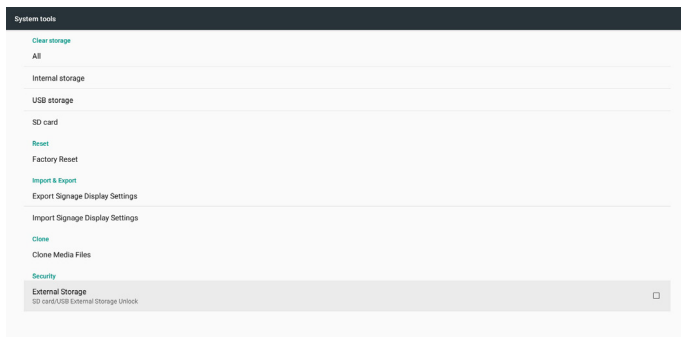 System tools
Clear storage
All
Internal storage
USB storage
SD card
Reset
Factory Reset
Import & Export
Export Signage Display Settings
Import Signage Display Settings
Clone
Clone Media Files
Security
External Storage
SD card/USB External Storage Unlock